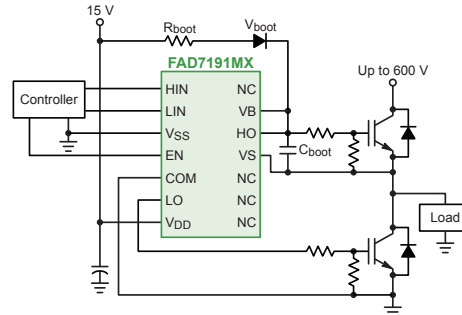 15 V
Rboot
Vboot
FAD7191MX
Up to 600 V
Controller
HIN
NC
LIN
VB
VSS
HO
EN
VS
Cboot
COM
NC
LO
NC
VDD
NC
Load